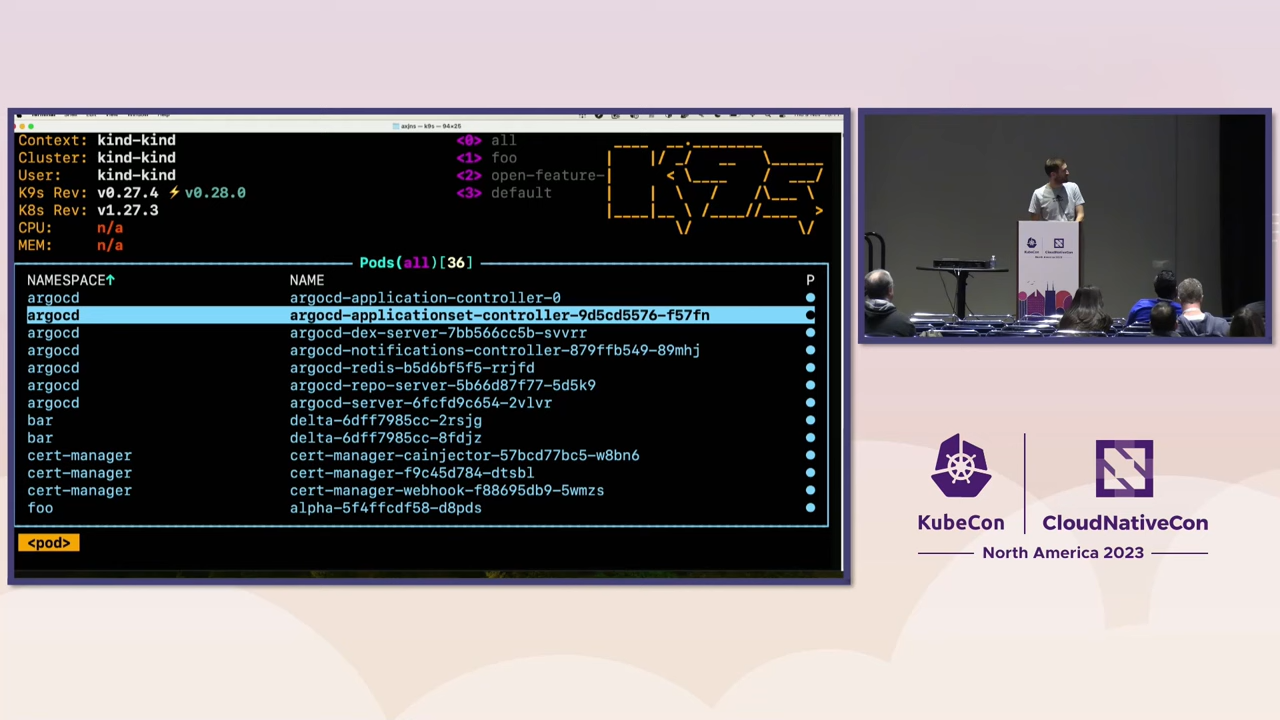 axjns — k9s — 94×25
Context: kind-kind <0> all
Cluster: kind-kind <1> foo
User: kind-kind <2> open-feature-
K9s Rev: v0.27.4 ⚡v0.28.0 <3> default
K8s Rev: v1.27.3
CPU: n/a
MEM: n/a
Pods(all)[36]
NAMESPACE↑ NAME P
argocd argocd-application-controller-0 ●
argocd argocd-applicationset-controller-9d5cd5576-f57fn ●
argocd argocd-dex-server-7bb566cc5b-svvrr ●
argocd argocd-notifications-controller-879ffb549-89mhj ●
argocd argocd-redis-b5d6bf5f5-rrjfd ●
argocd argocd-repo-server-5b66d87f77-5d5k9 ●
argocd argocd-server-6fcfd9c654-2vlvr ●
bar delta-6dff7985cc-2rsjg ●
bar delta-6dff7985cc-8fdjz ●
cert-manager cert-manager-cainjector-57bcd77bc5-w8bn6 ●
cert-manager cert-manager-f9c45d784-dtsbl ●
cert-manager cert-manager-webhook-f88695db9-5wmzs ●
foo alpha-5f4ffcdf58-d8pds ●
<pod>
KubeCon CloudNativeCon
North America 2023